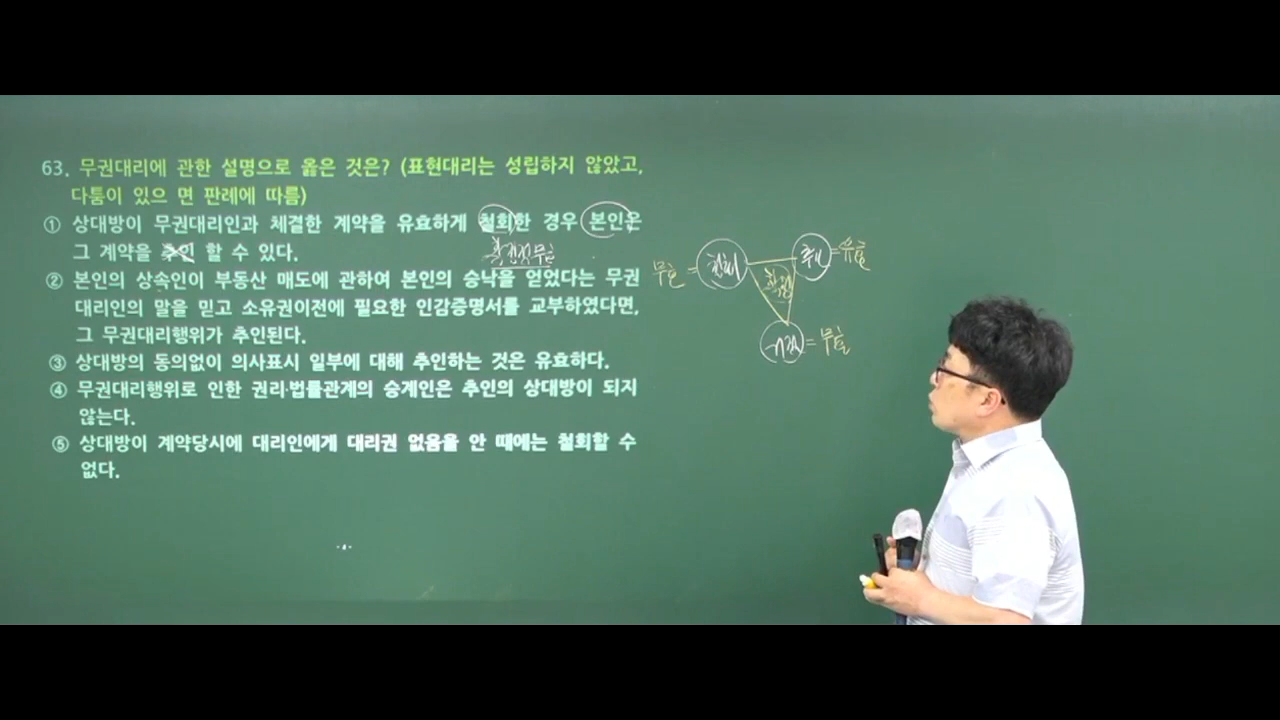 63. 무권대리에 관한 설명으로 옳은 것은? (표현대리는 성립하지 않았고,
다툼이 있으 면 판례에 따름)
① 상대방이 무권대리인과 체결한 계약을 유효하게 철회한 경우 본인은
그 계약을 추인 할 수 있다.
확정적무효
② 본인의 상속인이 부동산 매도에 관하여 본인의 승낙을 얻었다는 무권
대리인의 말을 믿고 소유권이전에 필요한 인감증명서를 교부하였다면,
그 무권대리행위가 추인된다.
③ 상대방의 동의없이 의사표시 일부에 대해 추인하는 것은 유효하다.
④ 무권대리행위로 인한 권리·법률관계의 승계인은 추인의 상대방이 되지
않는다.
⑤ 상대방이 계약당시에 대리인에게 대리권 없음을 안 때에는 철회할 수
없다.
무효 = 철회 추인 = 유효
확정
거절 = 무효